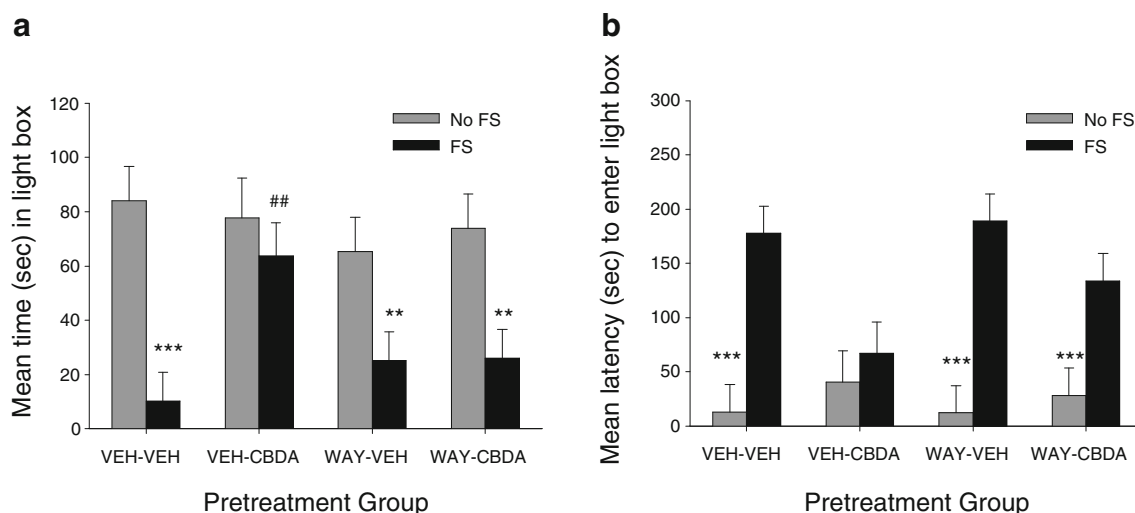 a
Mean time (sec) in light box
120
100
80
60
40
20
0
No FS
FS
***
##
**
**
VEH-VEH VEH-CBDA WAY-VEH WAY-CBDA
Pretreatment Group
b
Mean latency (sec) to enter light box
300
250
200
150
100
50
0
No FS
FS
***
***
***
VEH-VEH VEH-CBDA WAY-VEH WAY-CBDA
Pretreatment Group